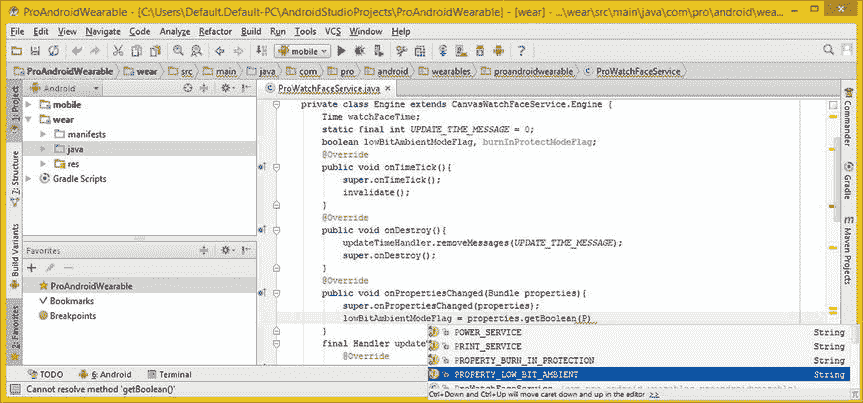 ProAndroidWearable - [C:\Users\Default.Default-PC\AndroidStudioProjects\ProAndroidWearable] - [wear] - ...\wear\src\main\java\com\pro\android\wea...
File Edit View Navigate Code Analyze Refactor Build Run Tools VCS Window Help
mobile
ProAndroidWearable wear src main java com pro android wearables proandroidwearable ProWatchFaceService
1: Project
7: Structure
Build Variants
2: Favorites
Android
mobile
wear
manifests
java
res
Gradle Scripts
Favorites
ProAndroidWearable
Bookmarks
Breakpoints
ProWatchFaceService.java
private class Engine extends CanvasWatchFaceService.Engine {
Time watchFaceTime;
static final int UPDATE_TIME_MESSAGE = 0;
boolean lowBitAmbientModeFlag, burnInProtectModeFlag;
@Override
public void onTimeTick(){
super.onTimeTick();
invalidate();
}
@Override
public void onDestroy(){
updateTimeHandler.removeMessages(UPDATE_TIME_MESSAGE);
super.onDestroy();
}
@Override
public void onPropertiesChanged(Bundle properties){
super.onPropertiesChanged(properties);
lowBitAmbientModeFlag = properties.getBoolean(P)
}
final Handler updateT
@Override
POWER_SERVICE String
PRINT_SERVICE String
PROPERTY_BURN_IN_PROTECTION String
PROPERTY_LOW_BIT_AMBIENT String
Ctrl+Down and Ctrl+Up will move caret down and up in the editor >>
Commander
Gradle
Maven Projects
TODO 6: Android Terminal
Cannot resolve method 'getBoolean()'